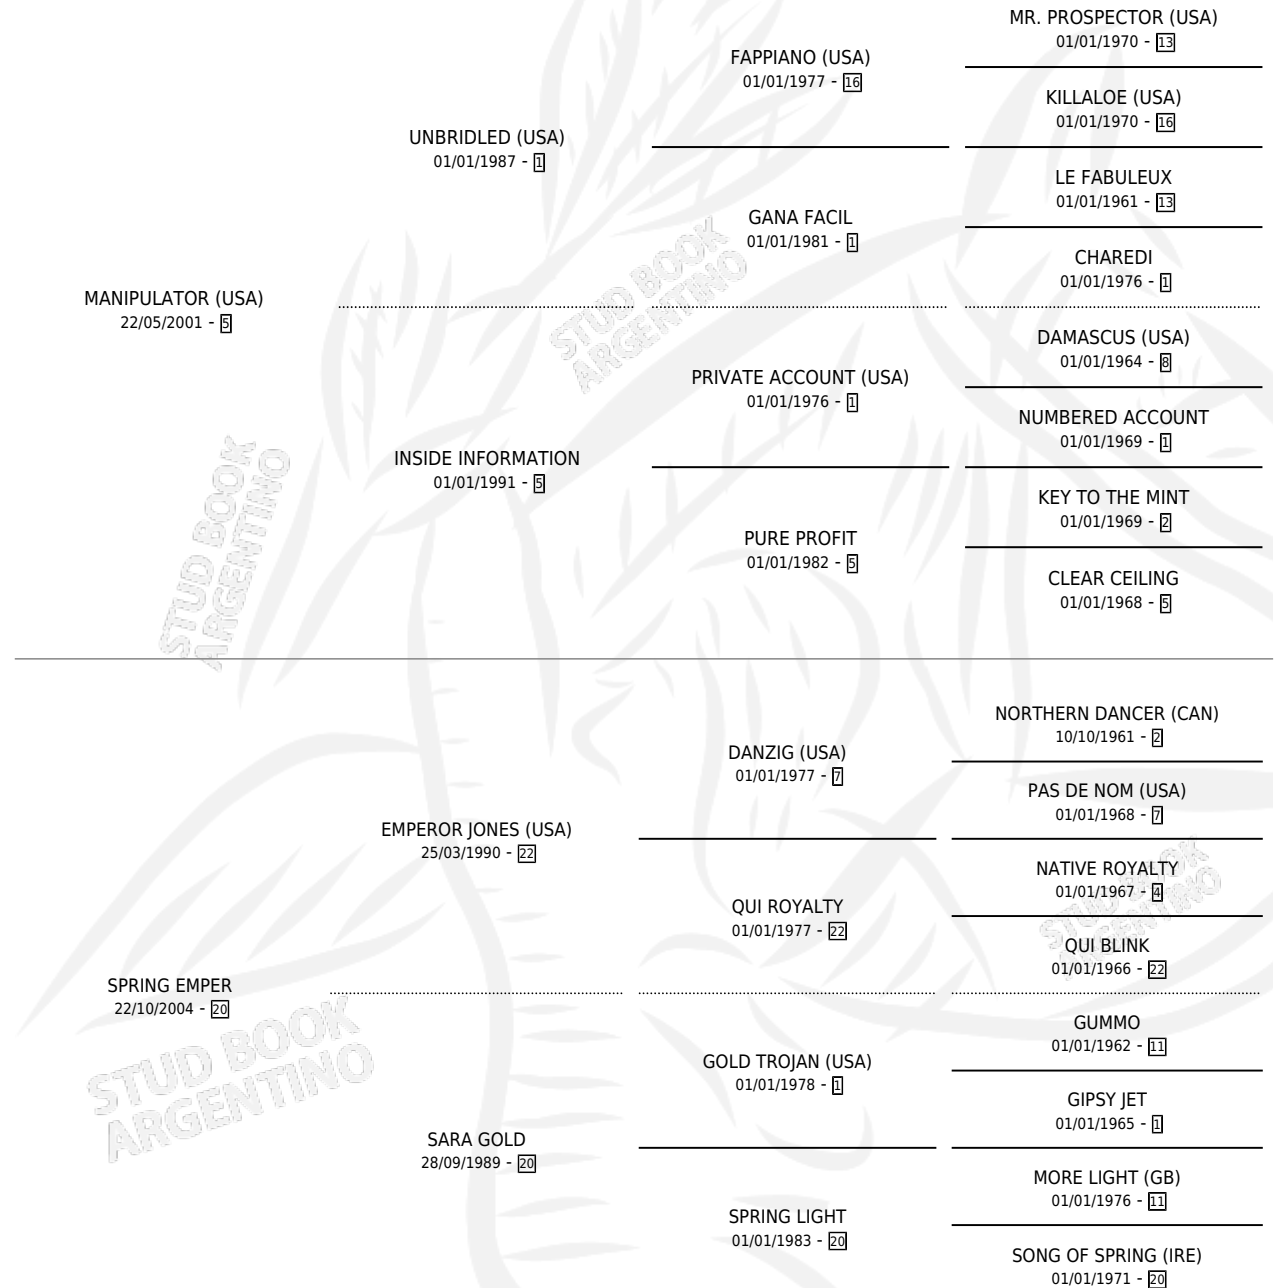 MR. PROSPECTOR (USA)
01/01/1970 - 13
FAPPIANO (USA)
01/01/1977 - 16
KILLALOE (USA)
01/01/1970 - 16
UNBRIDLED (USA)
01/01/1987 - 1
LE FABULEUX
01/01/1961 - 13
GANA FACIL
01/01/1981 - 1
CHAREDI
01/01/1976 - 1
MANIPULATOR (USA)
22/05/2001 - 5
DAMASCUS (USA)
01/01/1964 - 8
PRIVATE ACCOUNT (USA)
01/01/1976 - 1
NUMBERED ACCOUNT
01/01/1969 - 1
INSIDE INFORMATION
01/01/1991 - 5
KEY TO THE MINT
01/01/1969 - 2
PURE PROFIT
01/01/1982 - 5
CLEAR CEILING
01/01/1968 - 5
STUD BOOK
ARGENTINO
STUD BOOK
ARGENTINO
NORTHERN DANCER (CAN)
10/10/1961 - 2
DANZIG (USA)
01/01/1977 - 7
PAS DE NOM (USA)
01/01/1968 - 7
EMPEROR JONES (USA)
25/03/1990 - 22
NATIVE ROYALTY
01/01/1967 - 4
QUI ROYALTY
01/01/1977 - 22
QUI BLINK
01/01/1966 - 22
STUD BOOK
ARGENTINO
SPRING EMPER
22/10/2004 - 20
GUMMO
01/01/1962 - 11
GOLD TROJAN (USA)
01/01/1978 - 1
GIPSY JET
01/01/1965 - 1
STUD BOOK
ARGENTINO
SARA GOLD
28/09/1989 - 20
MORE LIGHT (GB)
01/01/1976 - 11
SPRING LIGHT
01/01/1983 - 20
SONG OF SPRING (IRE)
01/01/1971 - 20